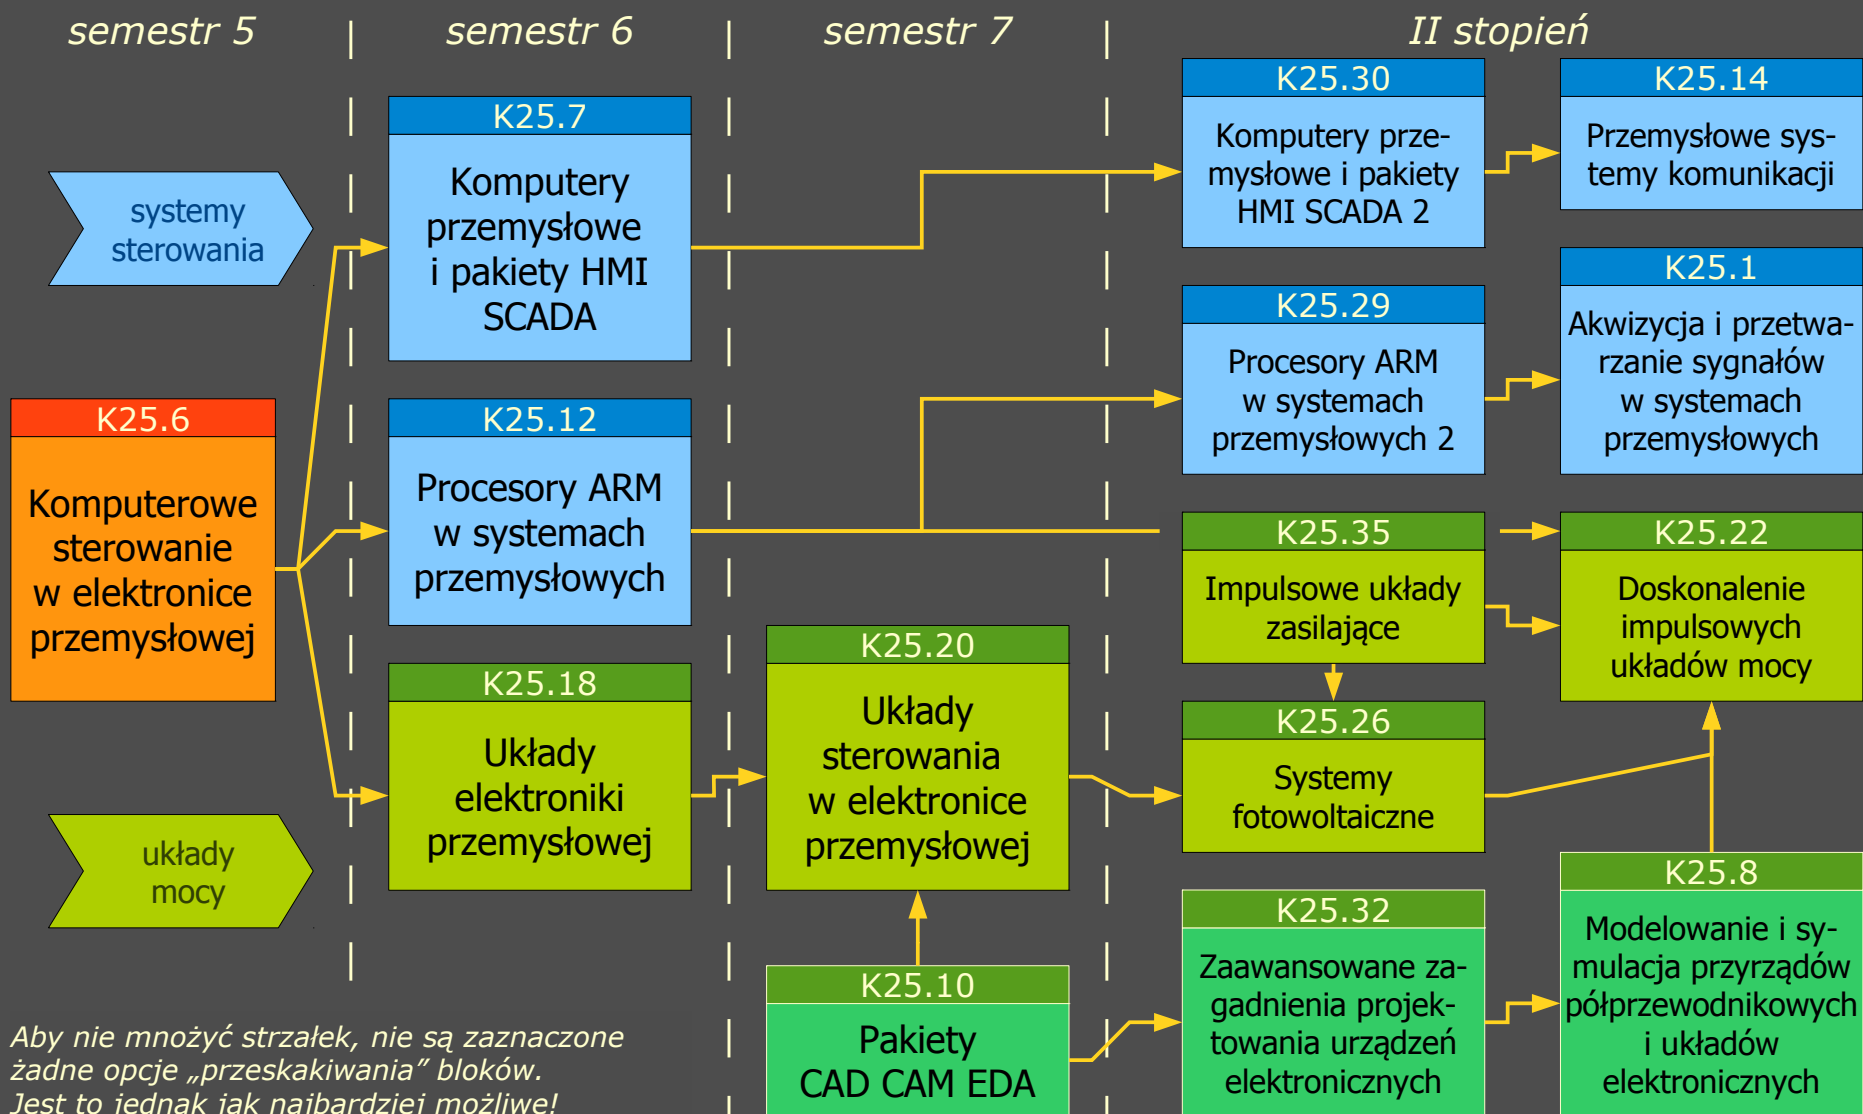 semestr 5
semestr 6
semestr 7
II stopień
systemy
sterowania
K25.6
Komputerowe
sterowanie
w elektronice
przemysłowej
układy
mocy
K25.7
Komputery
przemysłowe
i pakiety HMI
SCADA
K25.12
Procesory ARM
w systemach
przemysłowych
K25.18
Układy
elektroniki
przemysłowej
K25.20
Układy
sterowania
w elektronice
przemysłowej
K25.10
Pakiety
CAD CAM EDA
K25.30
Komputery prze-
mysłowe i pakiety
HMI SCADA 2
K25.14
Przemysłowe sys-
temy komunikacji
K25.29
Procesory ARM
w systemach
przemysłowych 2
K25.1
Akwizycja i przetwa-
rzanie sygnałów
w systemach
przemysłowych
K25.35
Impulsowe układy
zasilające
K25.22
Doskonalenie
impulsowych
układów mocy
K25.26
Systemy
fotowoltaiczne
K25.32
Zaawansowane za-
gadnienia projek-
towania urządzeń
elektronicznych
K25.8
Modelowanie i sy-
mulacja przyrządów
półprzewodnikowych
i układów
elektronicznych
Aby nie mnożyć strzałek, nie są zaznaczone
żadne opcje „przeskakiwania” bloków.
Jest to jednak jak najbardziej możliwe!